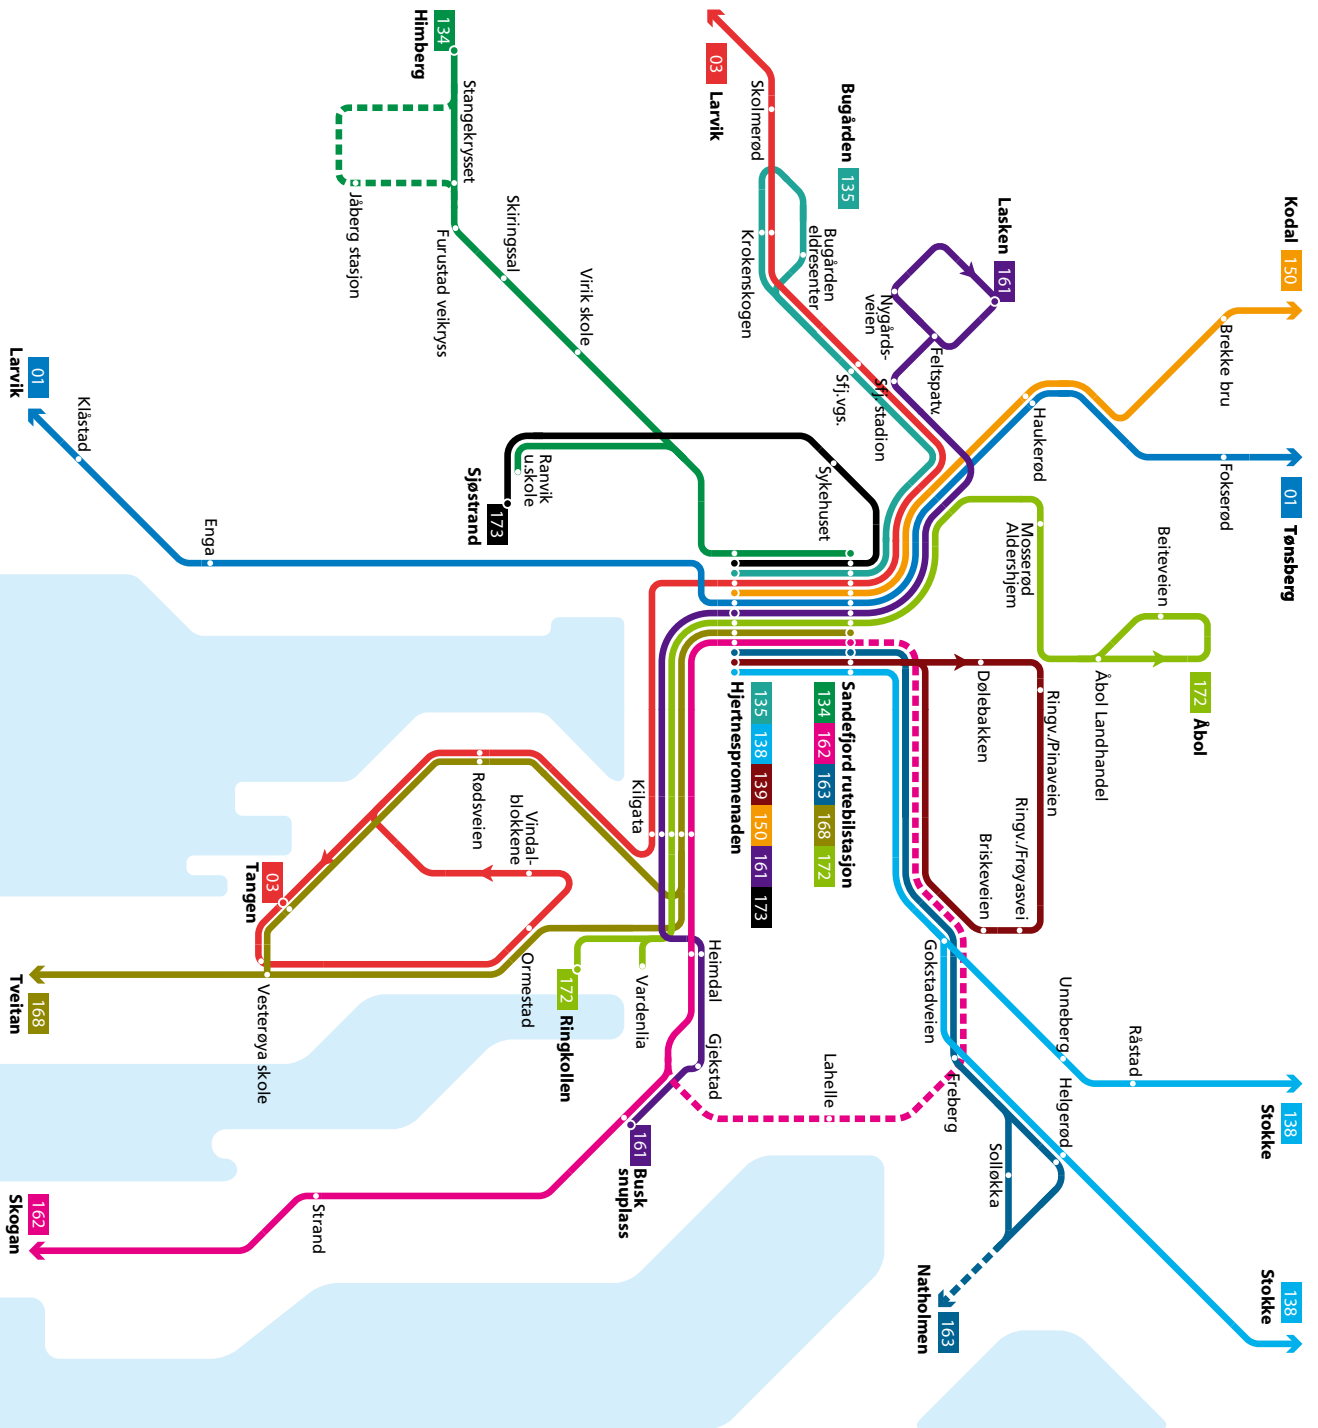 Kodal 150
01 Tønsberg
138
Stokke
138
Stokke
Brekke bru
Fokserød
172 Åbol
Råstad
Beiteveien
Åbol Landhandel
Unneberg
Helgerød
Haukerød
Mosserød
Aldershjem
Ringv./Pinaveien
Ringv./Frøyasvei
Lasken 161
Dølebakken
Briskeveien
Solløkka
Feltspatv.
Nygårds-
veien
Freberg
Gokstadveien
163
Natholmen
Sfj. stadion
Sfj.vgs.
Bugården 135
Bugården
eldresenter
Sykehuset
Sandefjord rutebilstasjon
134 162 163 168 172
Lahelle
Skolmerød
Krokenskogen
135 138 139 150 161 173
Hjertnespromenaden
03 Larvik
Heimdal
Gjekstad
Kilgata
Vardenlia
161 Busk
snuplass
Virik skole
172 Ringkollen
Ranvik
u.skole
Vindal-
blokkene
Ormestad
Skiringssal
173
Sjøstrand
Rødsveien
Stangekrysset
134
Himberg
Furustad veikryss
Jåberg stasjon
Strand
03
Tangen
Vesterøya skole
Enga
Klåstad
01
Larvik
168
Tveitan
162
Skogan